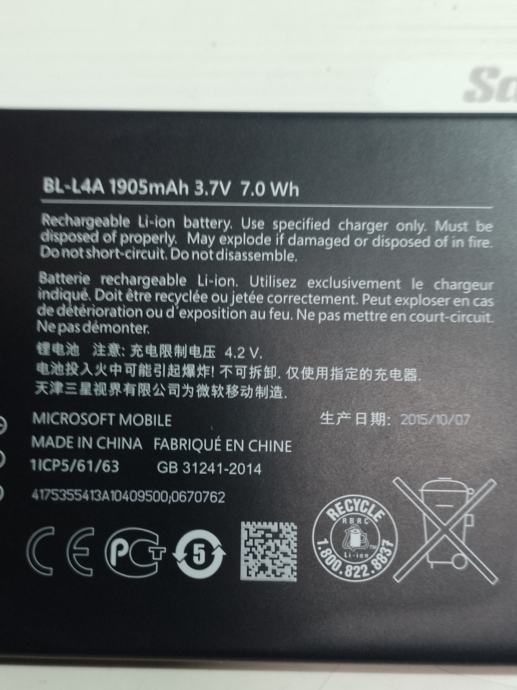 BL-L4A 1905mAh 3.7V 7.0 Wh
Rechargeable Li-ion battery. Use specified charger only. Must be
disposed of properly. May explode if damaged or disposed of in fire.
Do not short-circuit. Do not disassemble.
Batterie rechargeable Li-ion. Utilisez exclusivement le chargeur
indiqué. Doit être recyclée ou jetée correctement. Peut exploser en cas
de détérioration ou d'exposition au feu. Ne pas mettre en court-circuit.
Ne pas démonter.
锂电池 注意: 充电限制电压 4.2 V.
电池投入火中可能引起爆炸! 不可拆卸. 仅使用指定的充电器.
天津三星视界有限公司为微软移动制造.
MICROSOFT MOBILE 生产日期: 2015/10/07
MADE IN CHINA FABRIQUÉ EN CHINE
1ICP5/61/63 GB 31241-2014
4175355413A10409500;0670762
CE PCT 5
RECYCLE
RBRC
Li-ion
1.800.822.8837